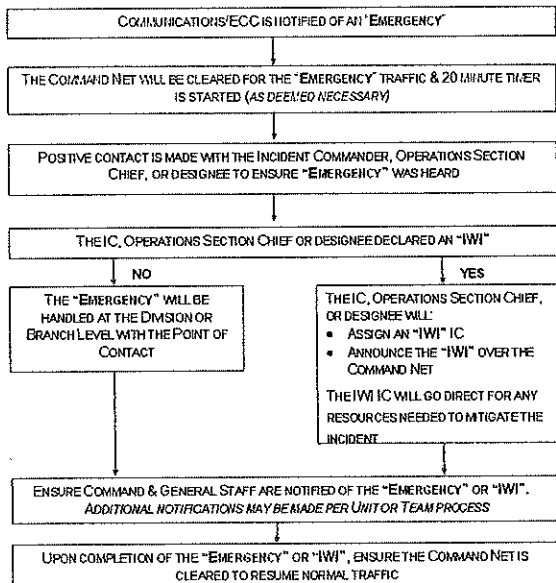 COMMUNICATIONS/ECC IS NOTIFIED OF AN "EMERGENCY"
THE COMMAND NET WILL BE CLEARED FOR THE "EMERGENCY" TRAFFIC & 20 MINUTE TIMER
IS STARTED (AS DEEMED NECESSARY)
POSITIVE CONTACT IS MADE WITH THE INCIDENT COMMANDER, OPERATIONS SECTION
CHIEF, OR DESIGNEE TO ENSURE "EMERGENCY" WAS HEARD
THE IC, OPERATIONS SECTION CHIEF OR DESIGNEE DECLARED AN "IWI"
NO
THE "EMERGENCY" WILL BE
HANDLED AT THE DIVISION OR
BRANCH LEVEL WITH THE POINT OF
CONTACT
YES
THE IC, OPERATIONS SECTION CHIEF,
OR DESIGNEE WILL:
• ASSIGN AN "IWI" IC
• ANNOUNCE THE "IWI" OVER THE
COMMAND NET
THE IWI IC WILL GO DIRECT FOR ANY
RESOURCES NEEDED TO MITIGATE THE
INCIDENT
ENSURE COMMAND & GENERAL STAFF ARE NOTIFIED OF THE "EMERGENCY" OR "IWI".
ADDITIONAL NOTIFICATIONS MAY BE MADE PER UNIT OR TEAM PROCESS
UPON COMPLETION OF THE "EMERGENCY" OR "IWI", ENSURE THE COMMAND NET IS
CLEARED TO RESUME NORMAL TRAFFIC